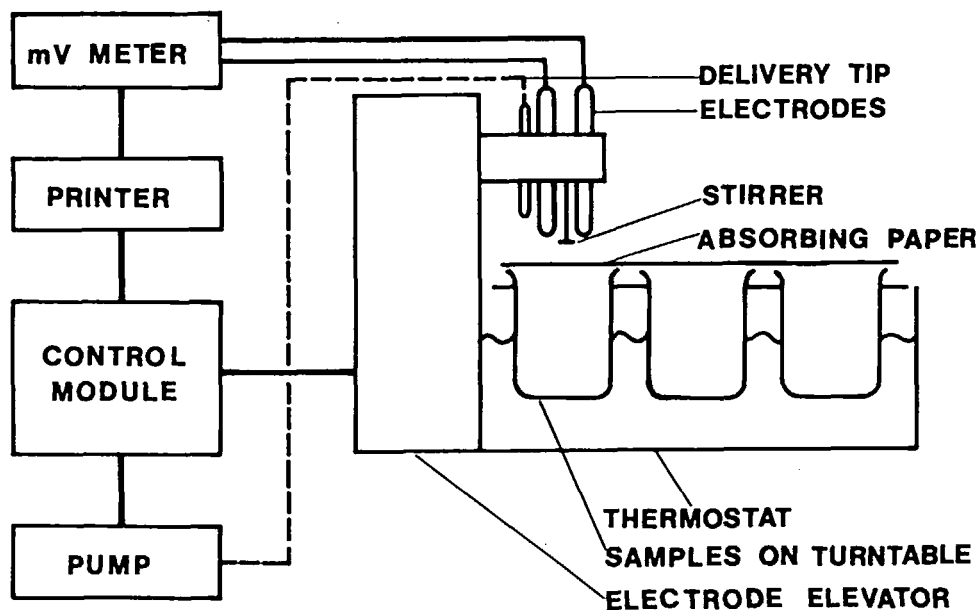 mV METER
PRINTER
CONTROL
MODULE
PUMP
DELIVERY TIP
ELECTRODES
STIRRER
ABSORBING PAPER
THERMOSTAT
SAMPLES ON TURNTABLE
ELECTRODE ELEVATOR